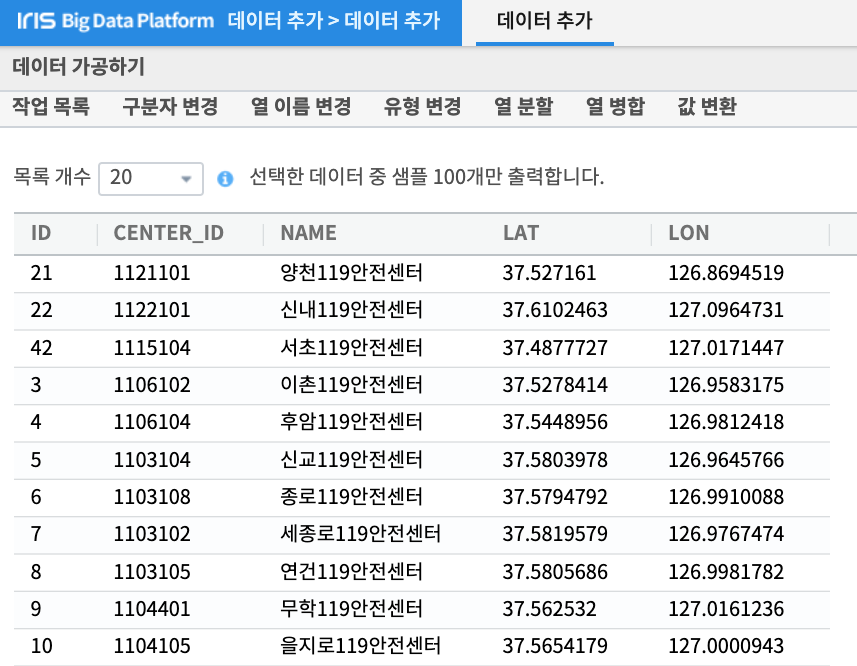 IRIS Big Data Platform 데이터 추가 > 데이터 추가 데이터 추가
데이터 가공하기
작업 목록 구분자 변경 열 이름 변경 유형 변경 열 분할 열 병합 값 변환
목록 개수 20 선택한 데이터 중 샘플 100개만 출력합니다.
ID CENTER_ID NAME LAT LON
21 1121101 양천119안전센터 37.527161 126.8694519
22 1122101 신내119안전센터 37.6102463 127.0964731
42 1115104 서초119안전센터 37.4877727 127.0171447
3 1106102 이촌119안전센터 37.5278414 126.9583175
4 1106104 후암119안전센터 37.5448956 126.9812418
5 1103104 신교119안전센터 37.5803978 126.9645766
6 1103108 종로119안전센터 37.5794792 126.9910088
7 1103102 세종로119안전센터 37.5819579 126.9767474
8 1103105 연건119안전센터 37.5805686 126.9981782
9 1104401 무학119안전센터 37.562532 127.0161236
10 1104105 을지로119안전센터 37.5654179 127.0000943